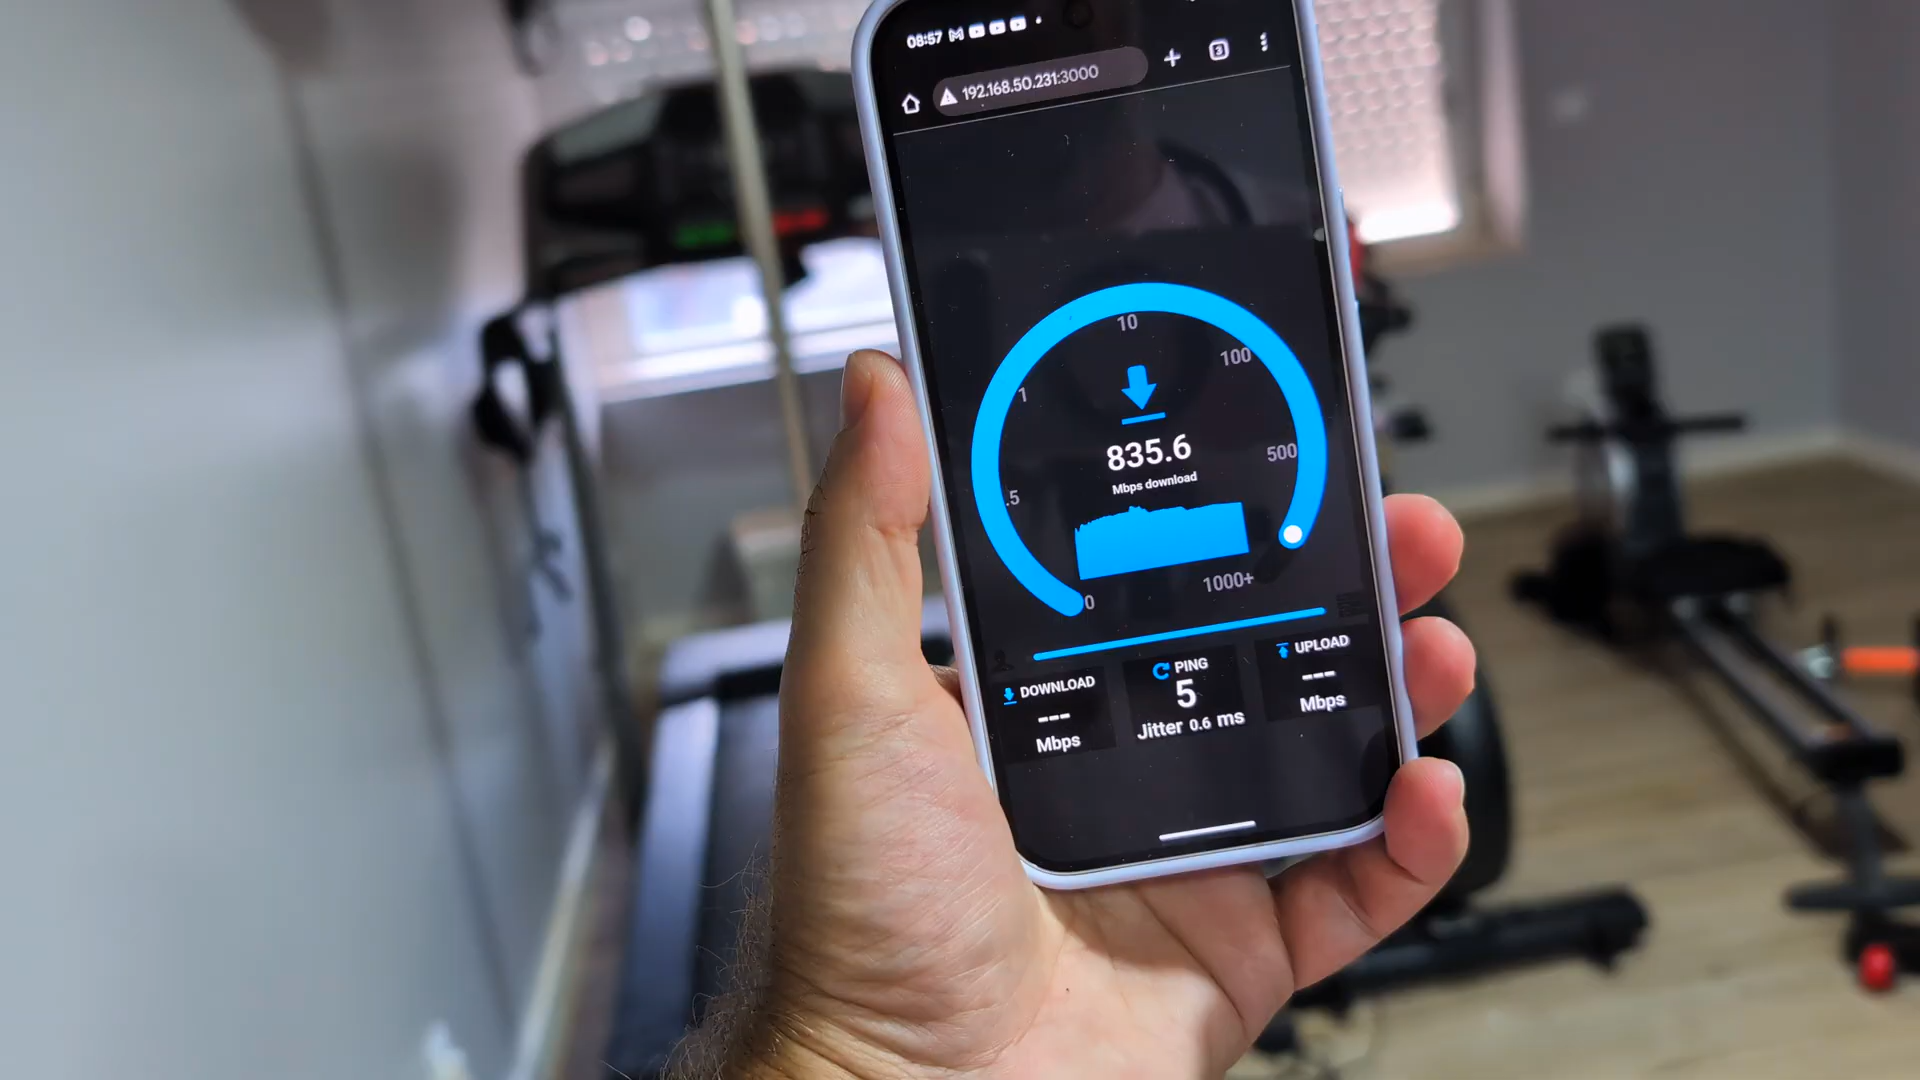 08:57
192.168.50.231:3000
3
10
100
1
500
.5
835.6
Mbps download
1000+
0
DOWNLOAD
---
Mbps
PING
5
Jitter 0.6 ms
UPLOAD
---
Mbps